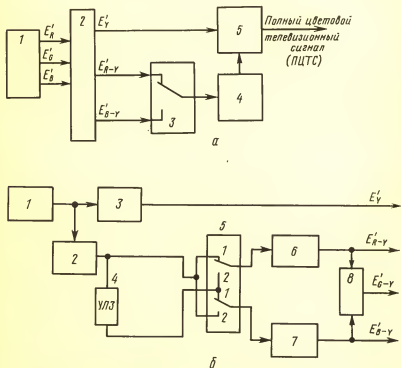 1
E'R
E'G
E'B
2
E'Y
E'R-Y
E'B-Y
3
4
5
Полный цветовой
телевизионный
сигнал
(ПЦТС)
а
1
3
E'Y
2
4
УЛЗ
5
1
2
1
2
6
7
E'R-Y
8
E'G-Y
E'B-Y
б